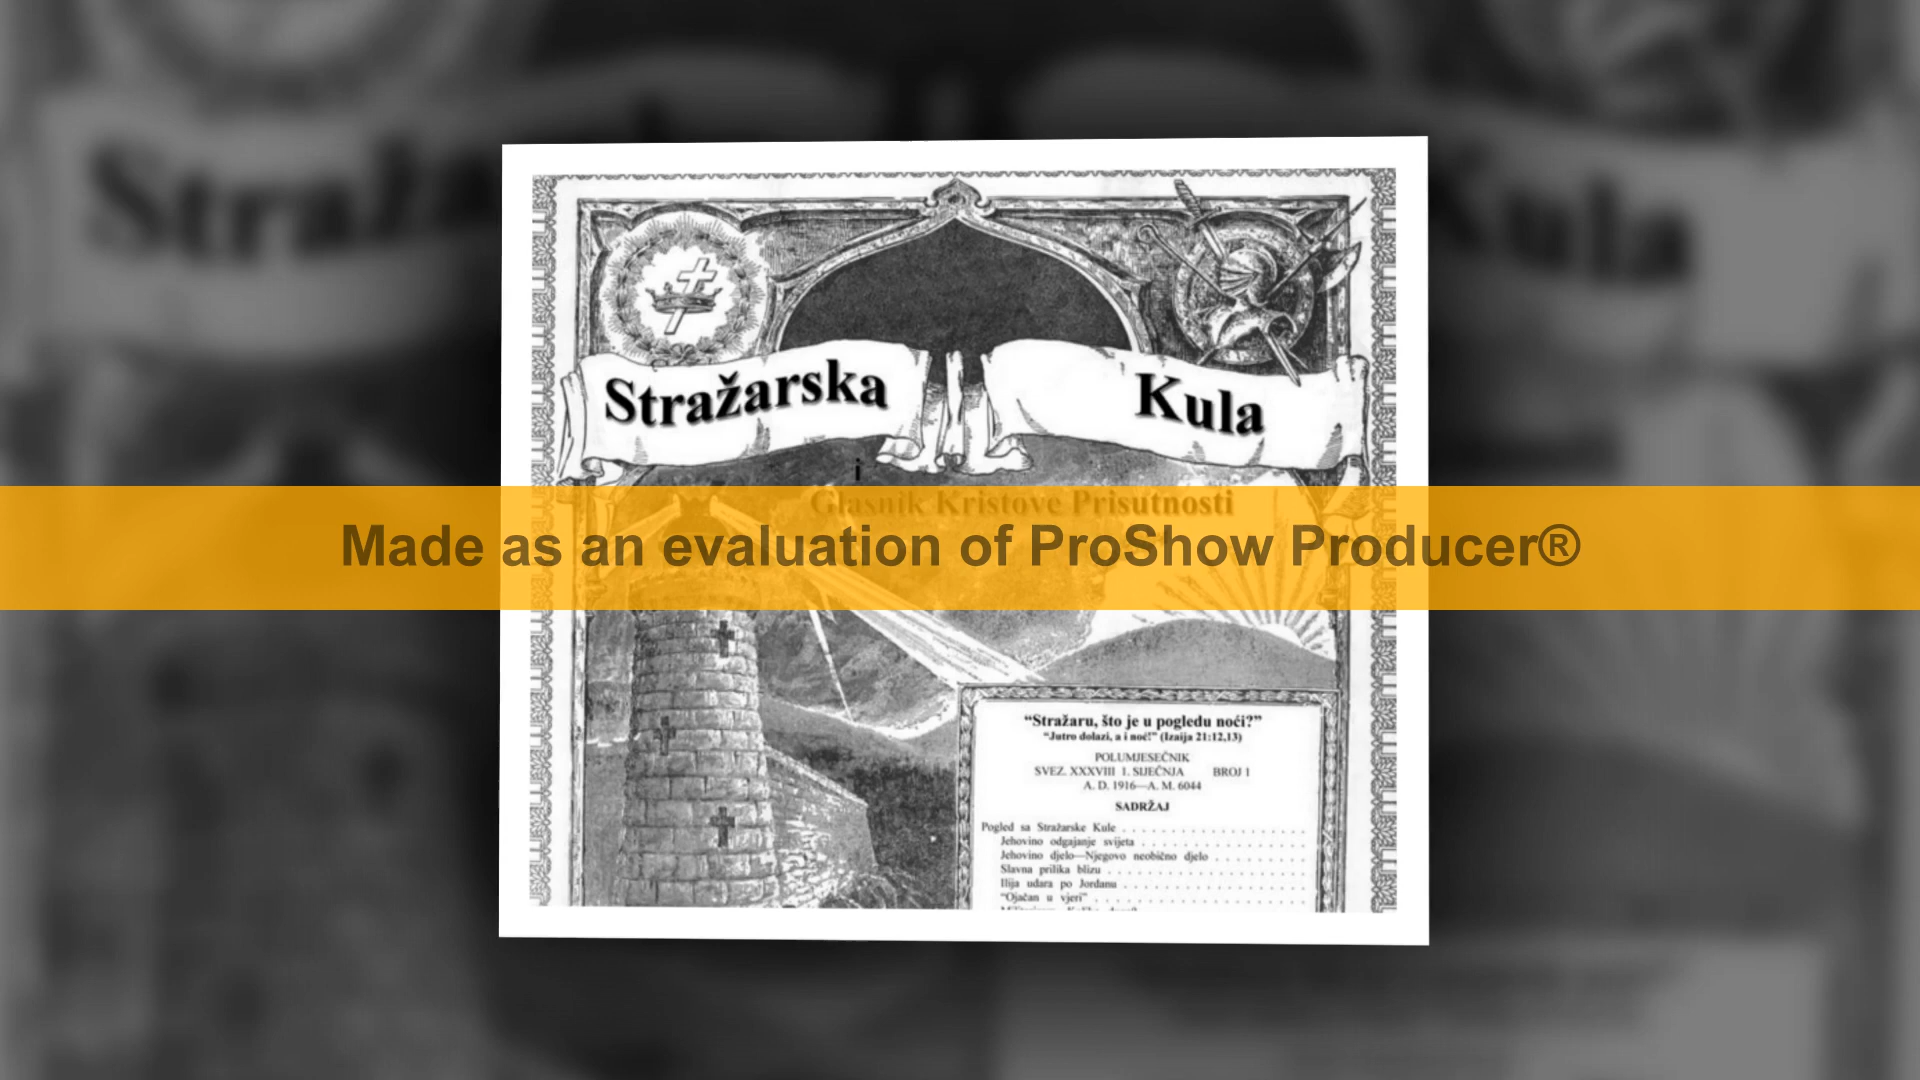 Stražarska Kula
i
Glasnik Kristove Prisutnosti
Made as an evaluation of ProShow Producer®
“Stražaru, što je u pogledu noći?”
“Jutro dolazi, a i noć!” (Izaija 21:12,13)
POLUMJESEČNIK
SVEZ. XXXVIII 1. SIJEČNJA BROJ 1
A. D. 1916—A. M. 6044
SADRŽAJ
Pogled sa Stražarske Kule . . . . . . . . . . . . . . . . . .
Jehovino odgajanje svijeta . . . . . . . . . . . . . . . . .
Jehovino djelo—Njegovo neobično djelo . . . . . . . . .
Slavna prilika blizu . . . . . . . . . . . . . . . . . . . .
Ilija udara po Jordanu . . . . . . . . . . . . . . . . . .
“Ojačan u vjeri” . . . . . . . . . . . . . . . . . . . . .